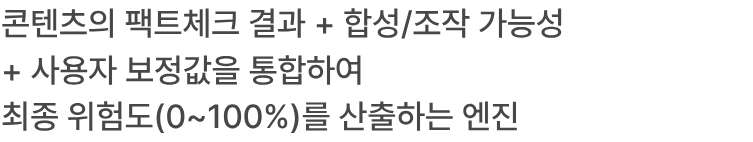 콘텐츠의 팩트체크 결과 + 합성/조작 가능성
+ 사용자 보정값을 통합하여
최종 위험도(0~100%)를 산출하는 엔진